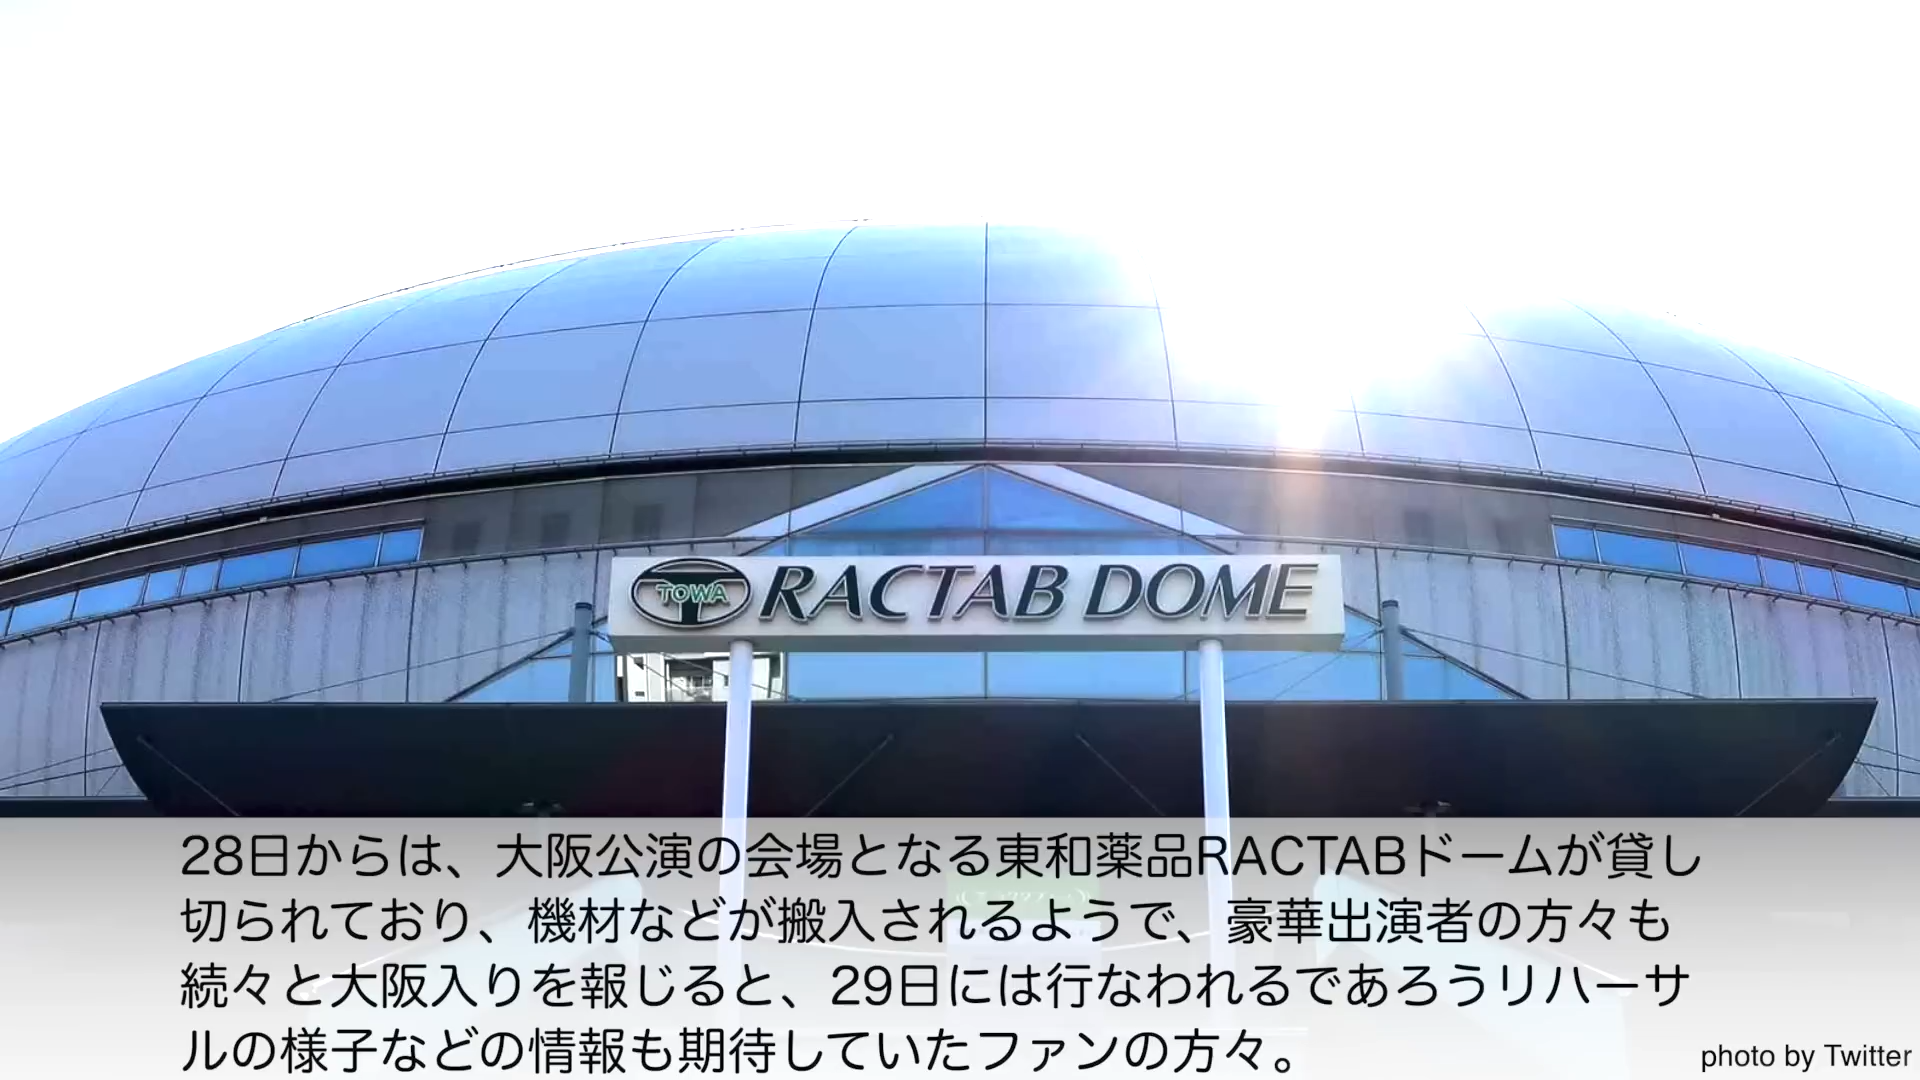 TOWA RACTAB DOME
28日からは、大阪公演の会場となる東和薬品RACTABドームが貸し
切られており、機材などが搬入されるようで、豪華出演者の方々も
続々と大阪入りを報じると、29日には行なわれるであろうリハーサ
ルの様子などの情報も期待していたファンの方々。
photo by Twitter